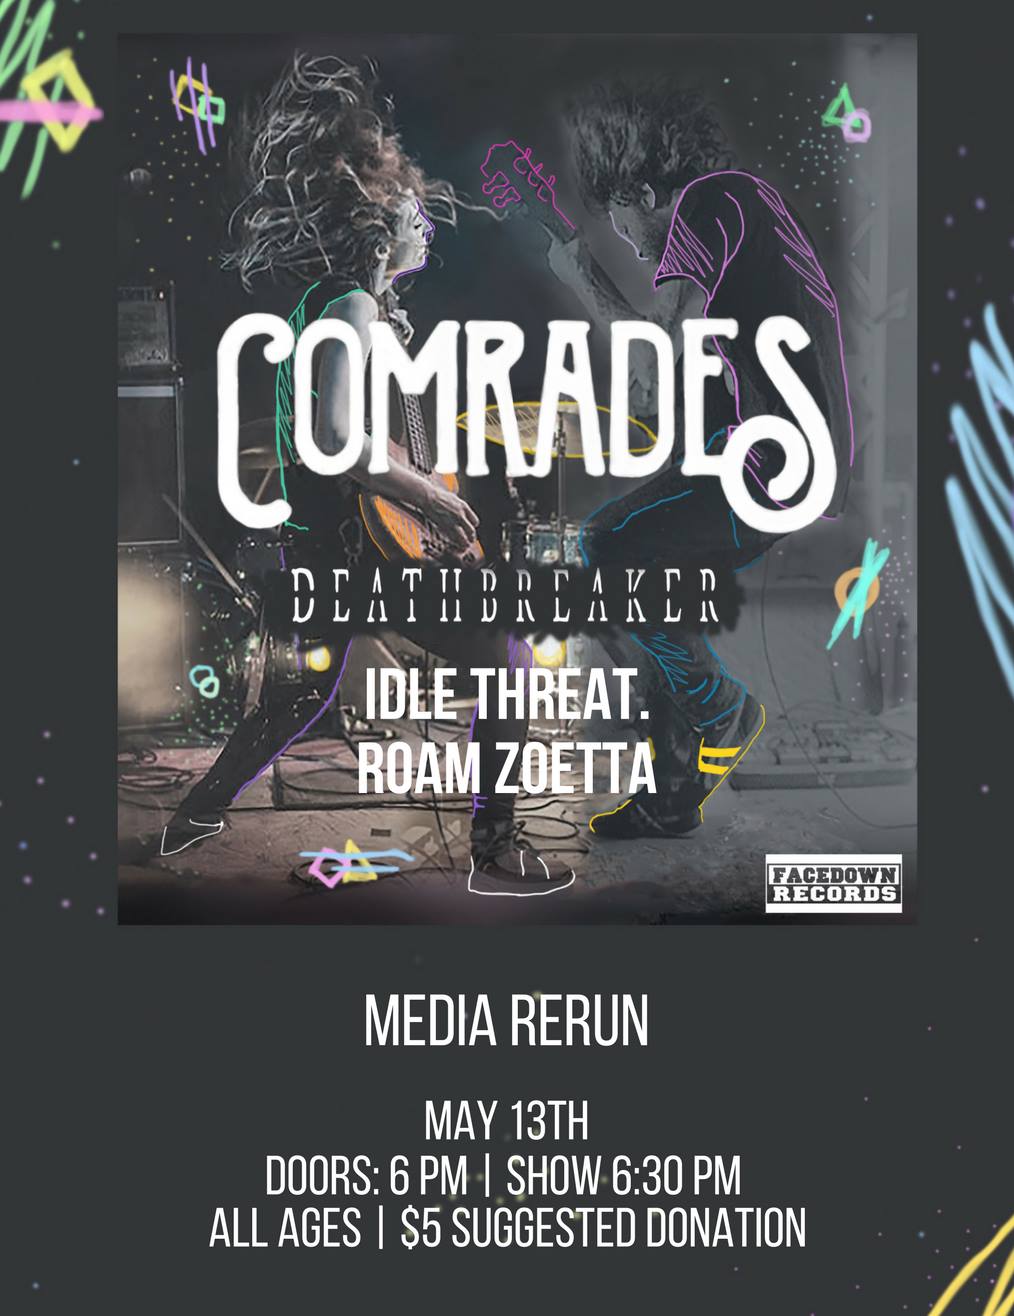 COMRADES
DEATHBREAKER
IDLE THREAT.
ROAM ZOETTA
FACEDOWN
RECORDS
MEDIA RERUN
MAY 13TH
DOORS: 6 PM | SHOW 6:30 PM
ALL AGES | $5 SUGGESTED DONATION